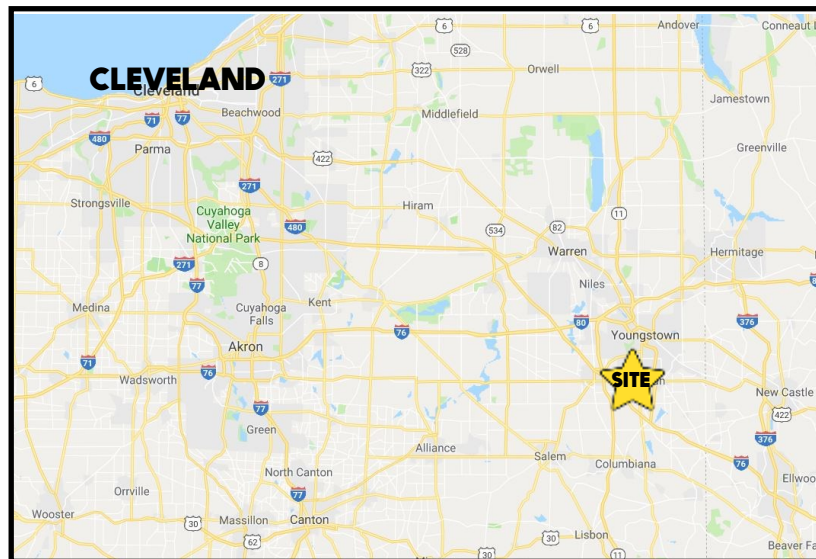 6
Andover
Conneaut L
528
322
Orwell
CLEVELAND
Cleveland
271
6
Jamestown
Beachwood
Middlefield
71
77
480
Parma
422
Greenville
271
Strongsville
Hiram
11
Cuyahoga
Valley
National Park
480
534
82
Warren
Hermitage
271
8
77
Niles
Medina
Cuyahoga
Falls
Kent
80
376
76
Youngstown
Akron
71
76
Wadsworth
SITE
New Castle
77
422
Green
376
Alliance
Salem
Columbiana
76
North Canton
Ellwoo
77
Orrville
Wooster
30
Massillon
Canton
62
Lisbon
Beaver Fa
30
30
11